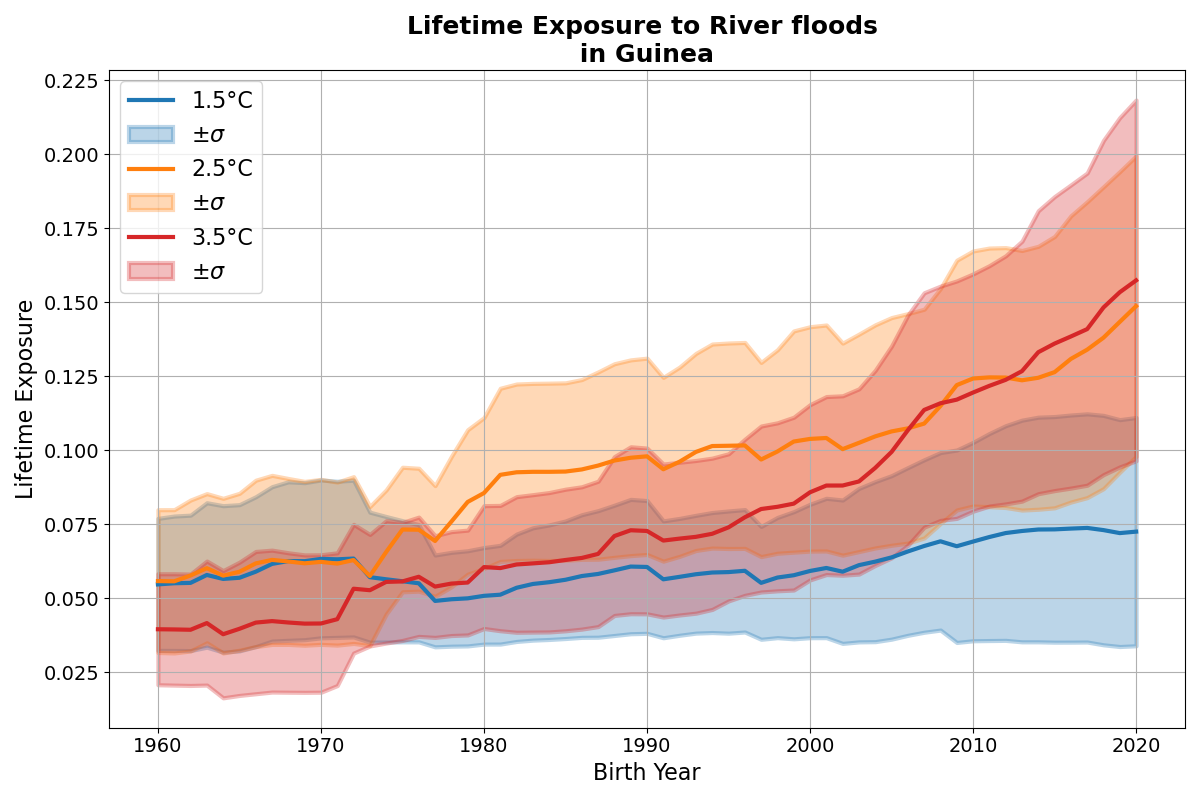 Lifetime Exposure to River floods
in Guinea
0.225
0.200
0.175
0.150
0.125
0.100
0.075
0.050
0.025
Lifetime Exposure
1.5°C
±σ
2.5°C
±σ
3.5°C
±σ
1960 1970 1980 1990 2000 2010 2020
Birth Year